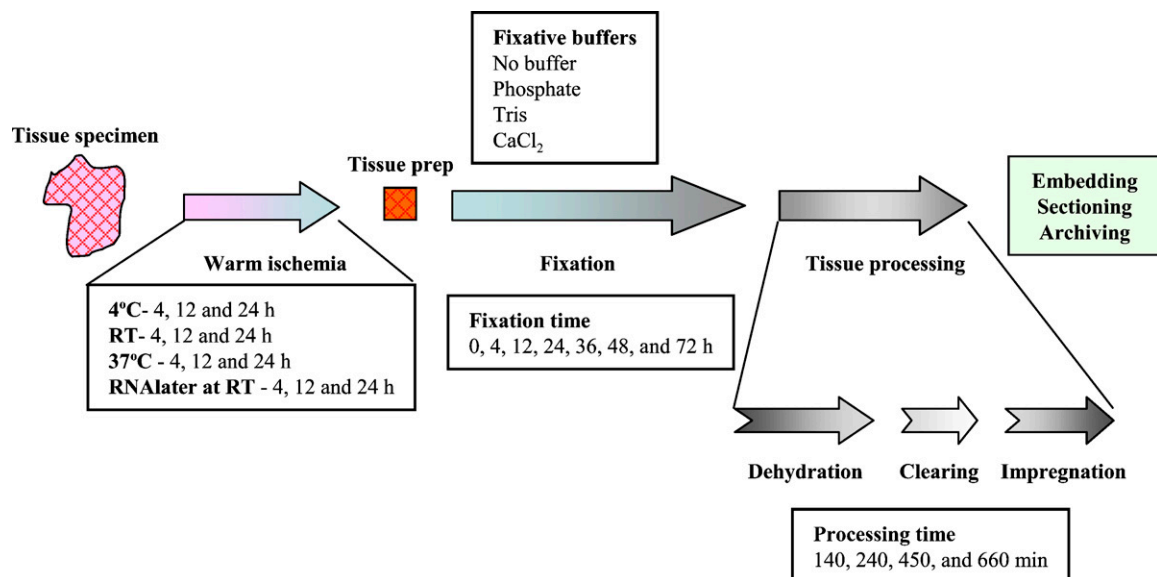 Tissue specimen
Warm ischemia
4ºC- 4, 12 and 24 h
RT- 4, 12 and 24 h
37ºC - 4, 12 and 24 h
RNAlater at RT - 4, 12 and 24 h
Tissue prep
Fixative buffers
No buffer
Phosphate
Tris
CaCl₂
Fixation
Fixation time
0, 4, 12, 24, 36, 48, and 72 h
Tissue processing
Dehydration
Clearing
Impregnation
Processing time
140, 240, 450, and 660 min
Embedding
Sectioning
Archiving